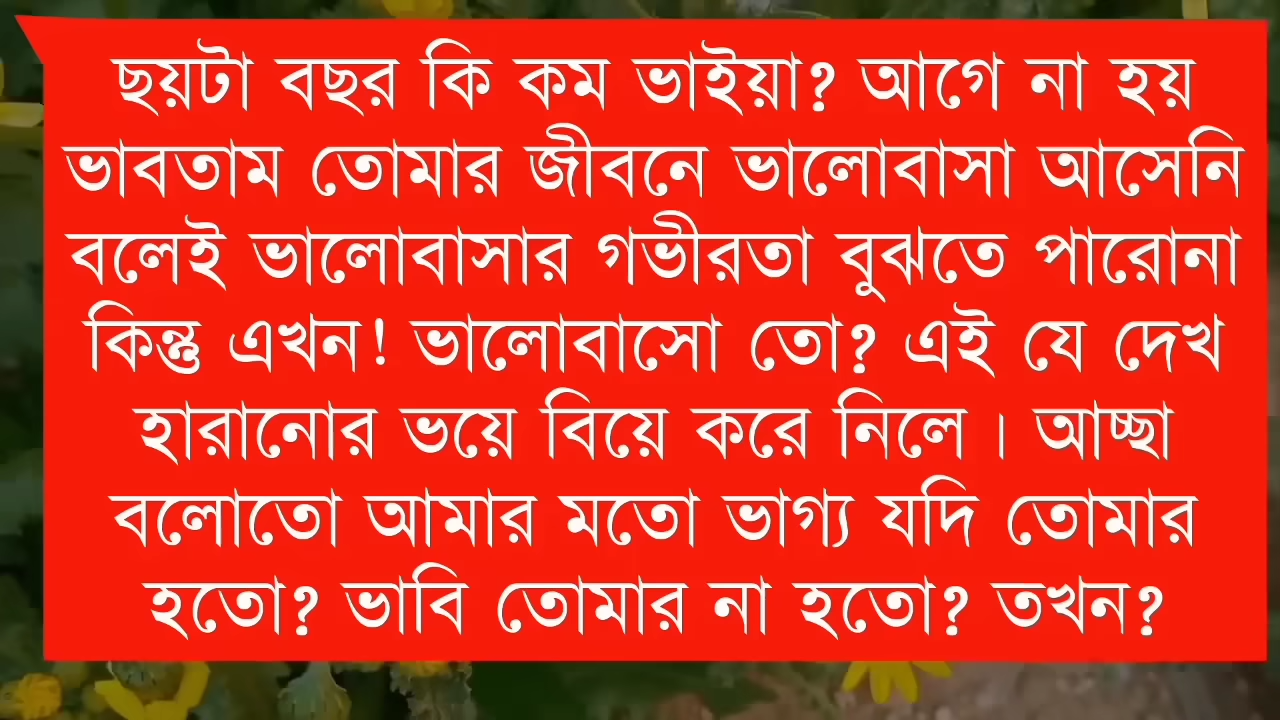 ছয়টা বছর কি কম ভাইয়া? আগে না হয়
ভাবতাম তোমার জীবনে ভালোবাসা আসেনি
বলেই ভালোবাসার গভীরতা বুঝতে পারোনা
কিন্তু এখন! ভালোবাসো তো? এই যে দেখ
হারানোর ভয়ে বিয়ে করে নিলে। আচ্ছা
বলোতো আমার মতো ভাগ্য যদি তোমার
হতো? ভাবি তোমার না হতো? তখন?